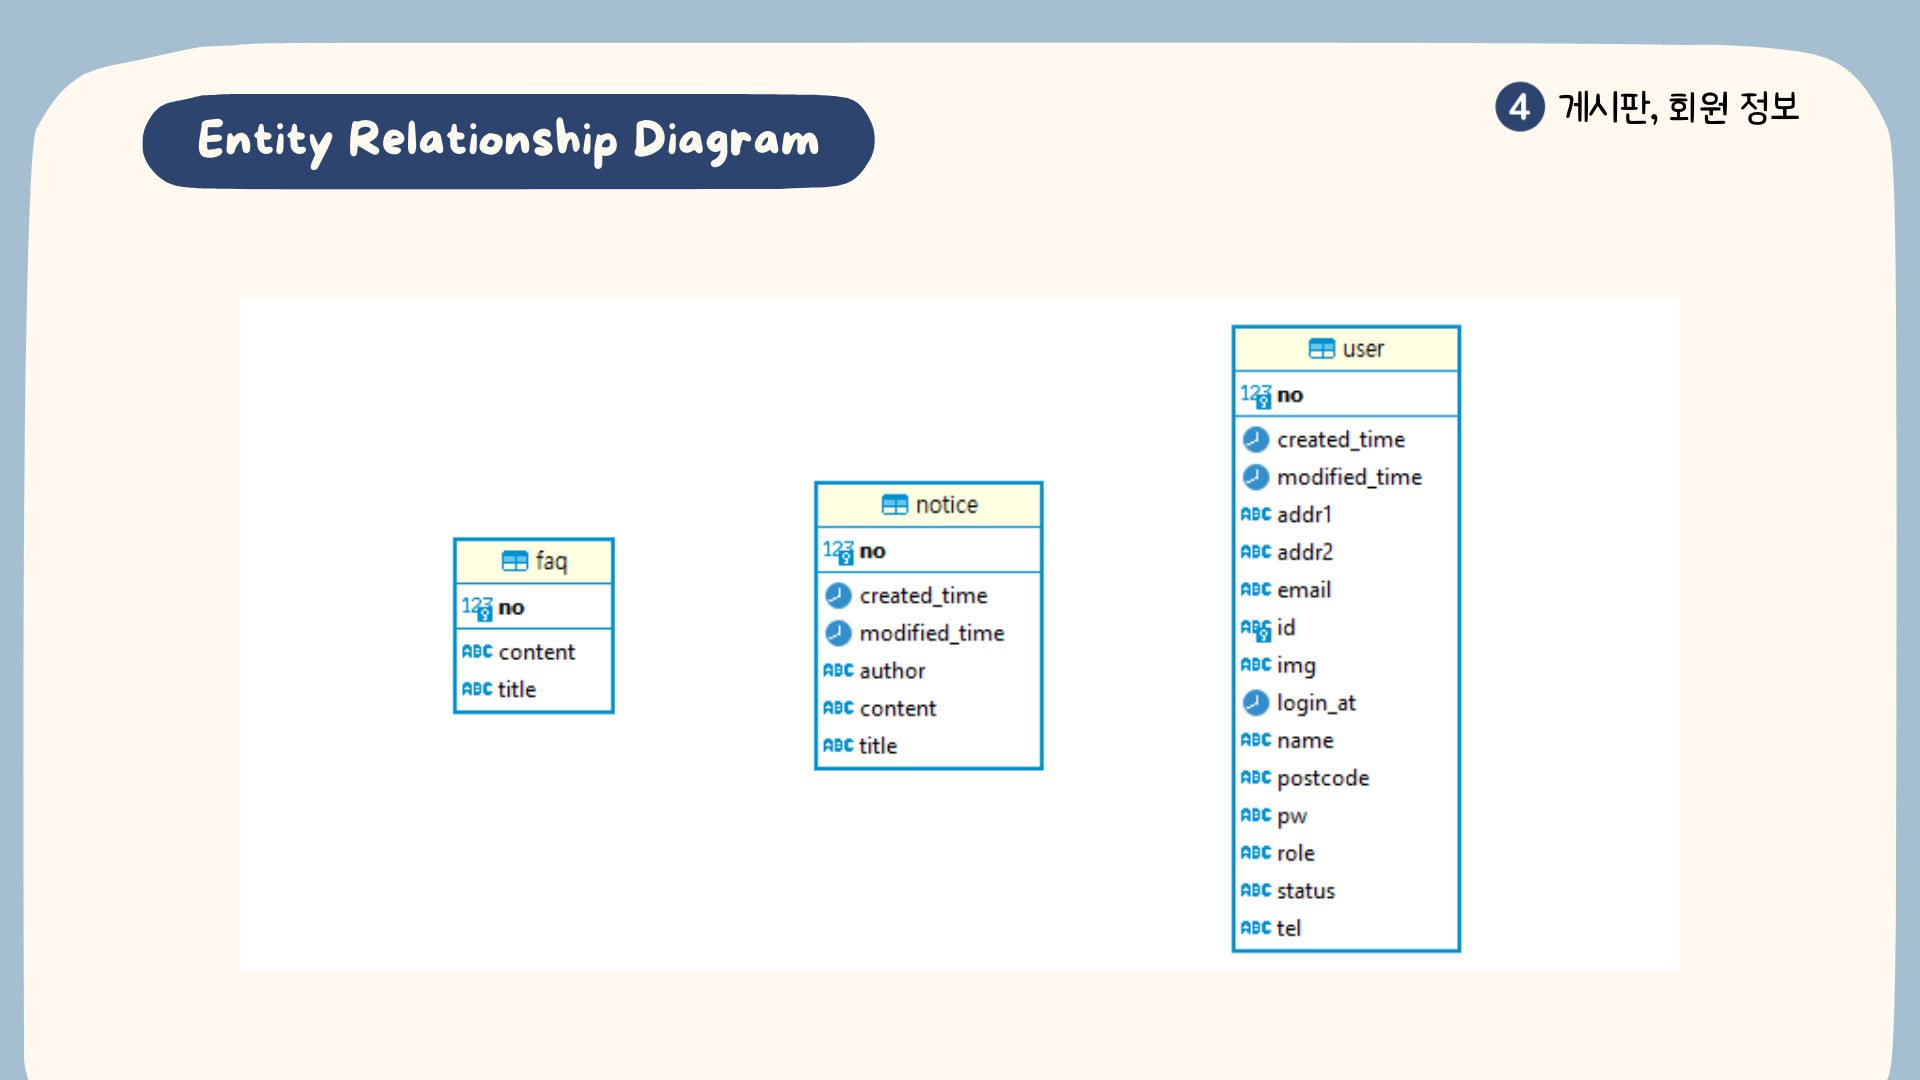 Entity Relationship Diagram
4 게시판, 회원 정보
faq
123 no
ABC content
ABC title
notice
123 no
created_time
modified_time
ABC author
ABC content
ABC title
user
123 no
created_time
modified_time
ABC addr1
ABC addr2
ABC email
ABC id
ABC img
login_at
ABC name
ABC postcode
ABC pw
ABC role
ABC status
ABC tel